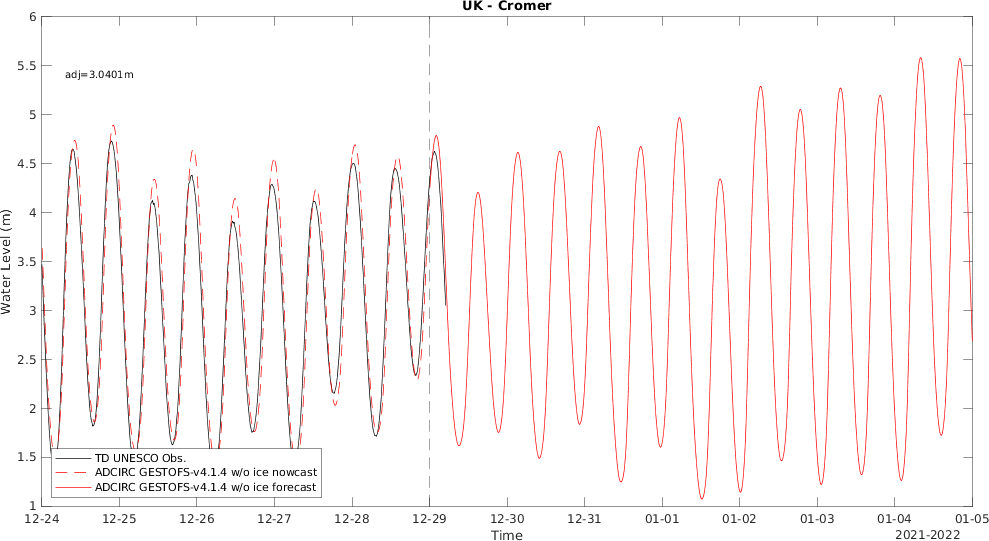 UK - Cromer
6
5.5
5
4.5
4
3.5
3
2.5
2
1.5
1
Water Level (m)
adj=3.0401m
TD UNESCO Obs.
ADCIRC GESTOFS-v4.1.4 w/o ice nowcast
ADCIRC GESTOFS-v4.1.4 w/o ice forecast
12-24 12-25 12-26 12-27 12-28 12-29 12-30 12-31 01-01 01-02 01-03 01-04 01-05
Time
2021-2022